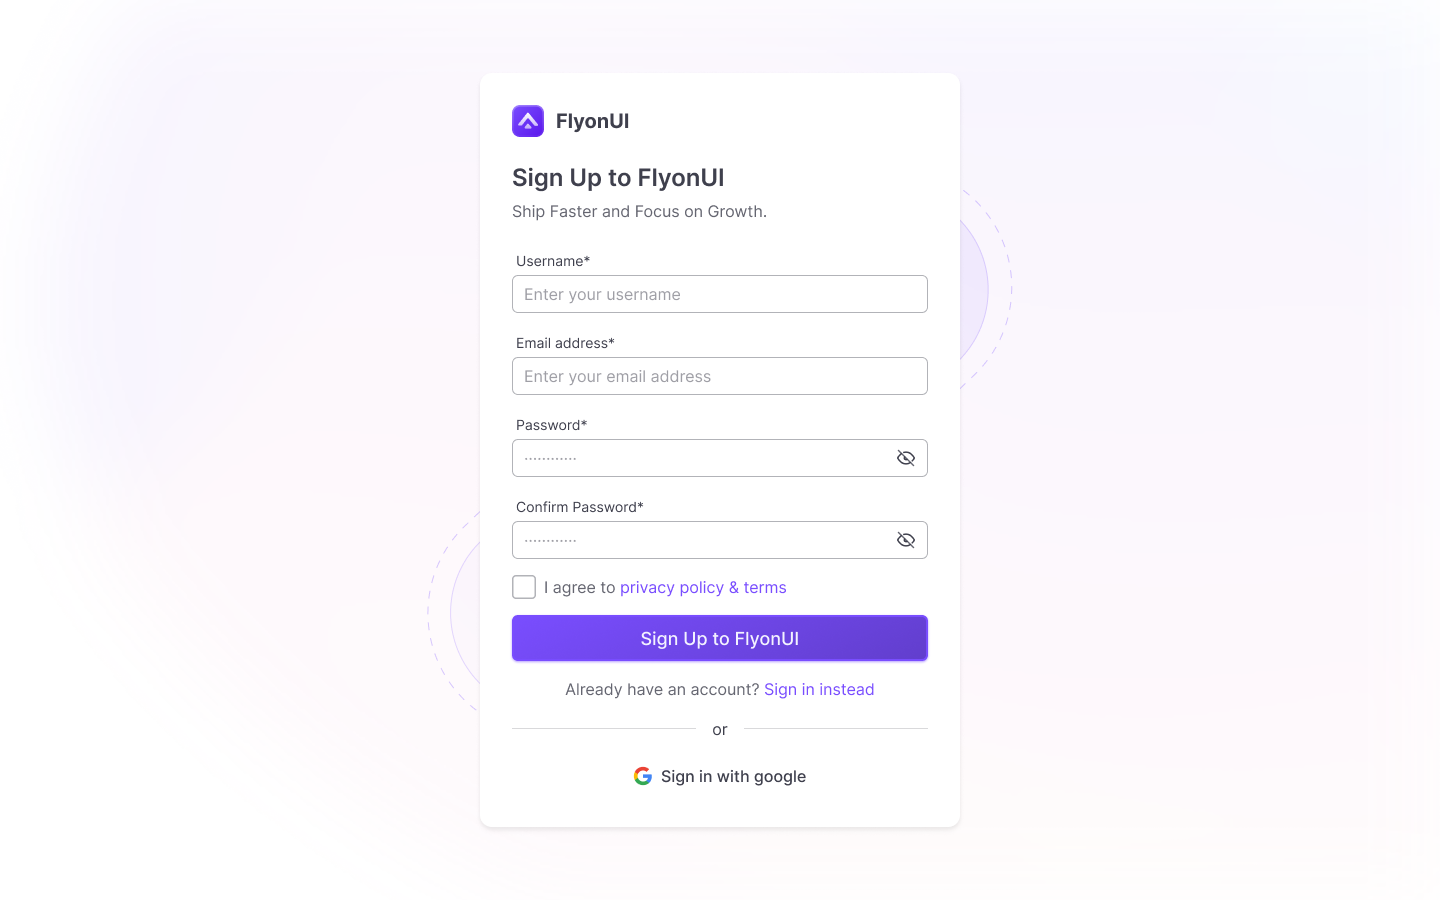 FlyonUI
Sign Up to FlyonUI
Ship Faster and Focus on Growth.
Username*
Enter your username
Email address*
Enter your email address
Password*
············
Confirm Password*
············
I agree to privacy policy & terms
Sign Up to FlyonUI
Already have an account? Sign in instead
or
Sign in with google